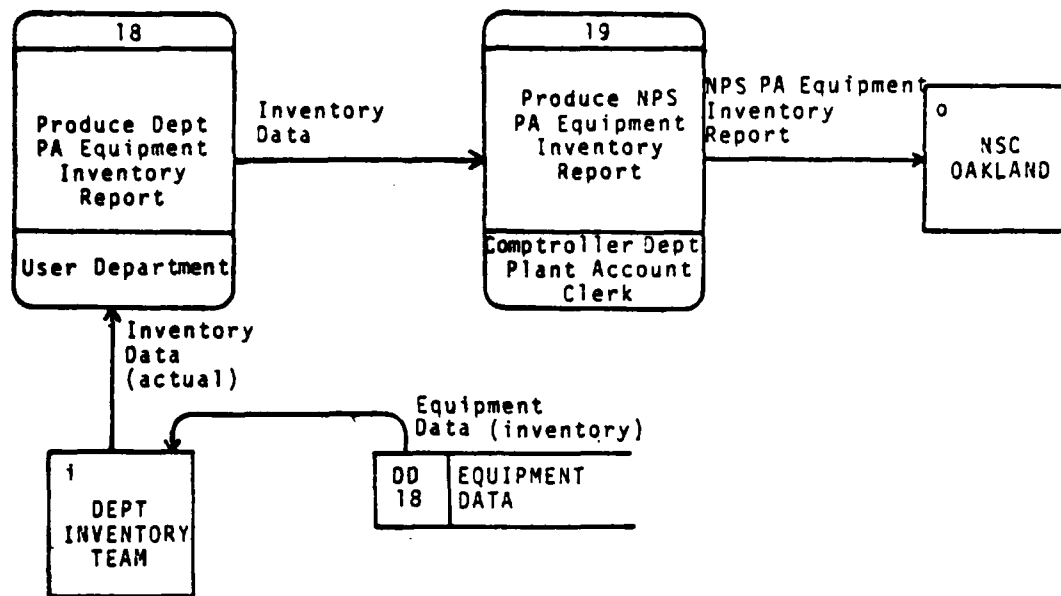 18
Produce Dept
PA Equipment
Inventory
Report
User Department
Inventory
Data
19
Produce NPS
PA Equipment
Inventory
Report
Comptroller Dept
Plant Account
Clerk
NPS PA Equipment
Inventory
Report
o
NSC
OAKLAND
Inventory
Data
(actual)
Equipment
Data (inventory)
i
DEPT
INVENTORY
TEAM
DD
18
EQUIPMENT
DATA